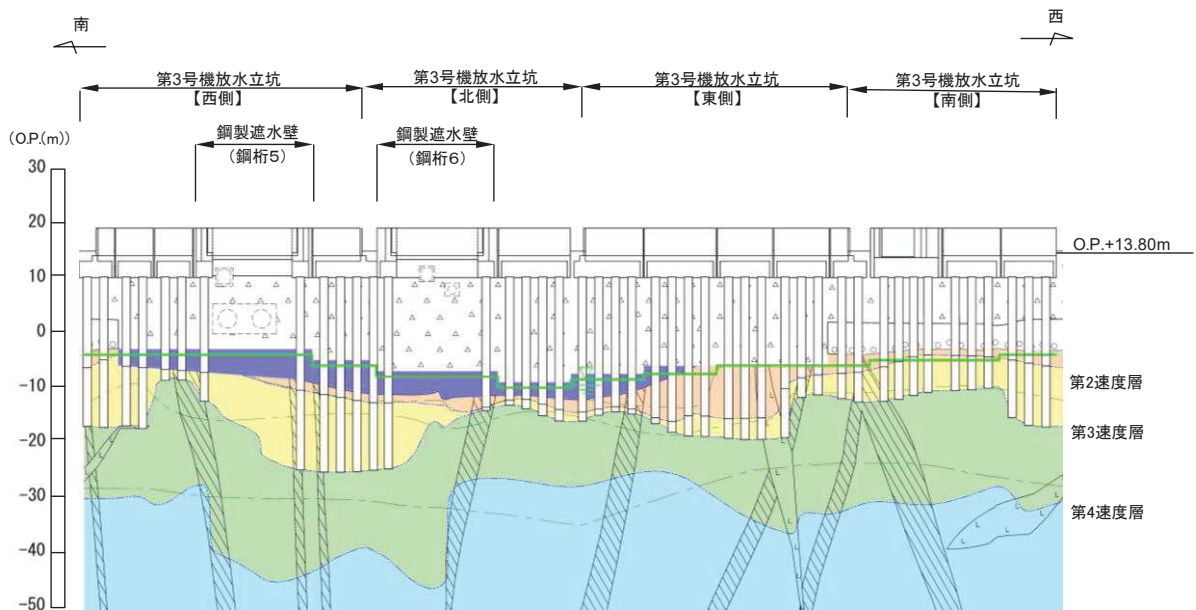 南
西
第3号機放水立坑
【西側】
第3号機放水立坑
【北側】
第3号機放水立坑
【東側】
第3号機放水立坑
【南側】
鋼製遮水壁
(鋼桁5)
鋼製遮水壁
(鋼桁6)
(O.P.(m))
30
20
10
0
-10
-20
-30
-40
-50
O.P.+13.80m
第2速度層
第3速度層
第4速度層